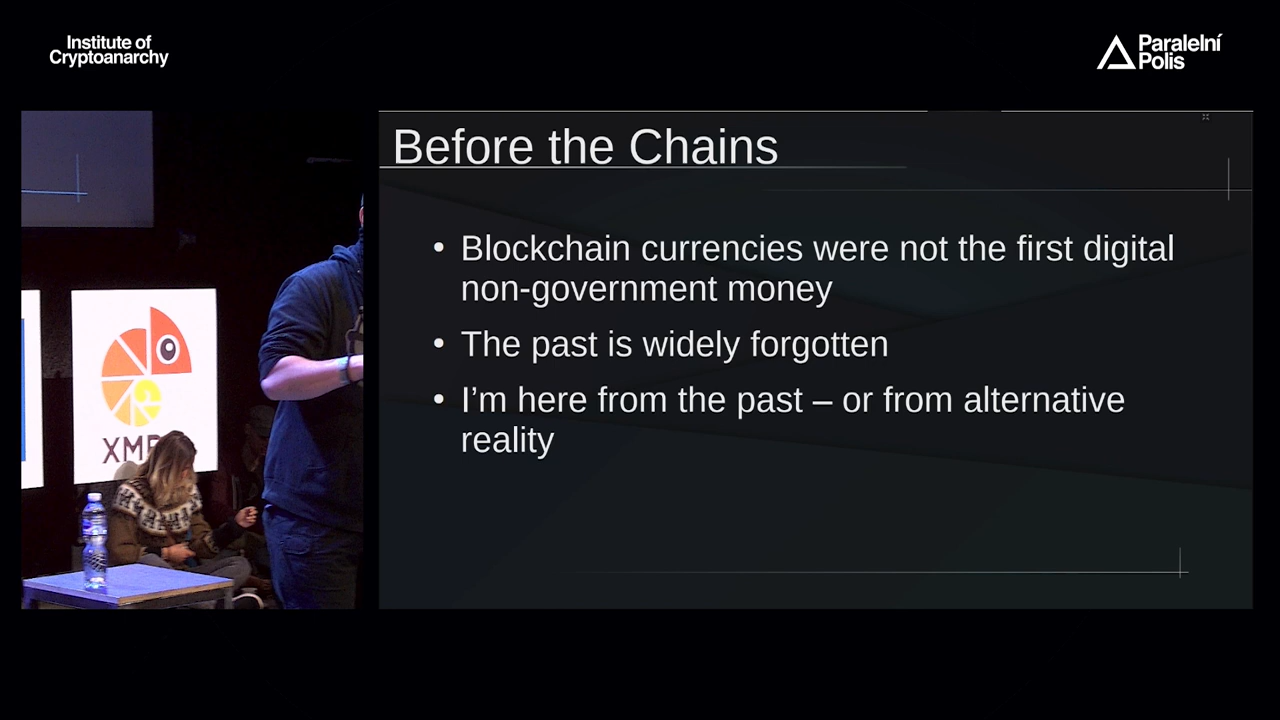 Institute of
Cryptoanarchy
Paralelní
Polis
Before the Chains
• Blockchain currencies were not the first digital
non-government money
• The past is widely forgotten
• I’m here from the past – or from alternative
reality